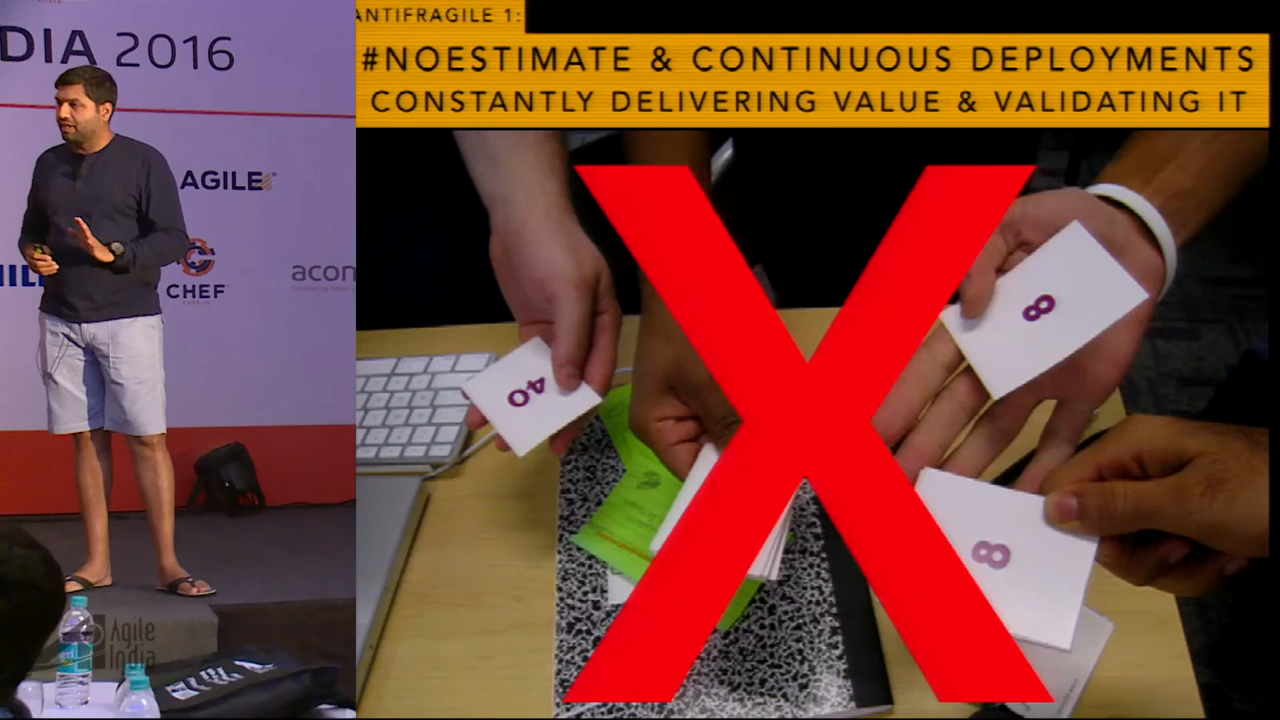 DIA 2016
AGILE
CHEF
acon
Agile
India
ANTIFRAGILE 1:
#NOESTIMATE & CONTINUOUS DEPLOYMENTS
CONSTANTLY DELIVERING VALUE & VALIDATING IT
40
8
8